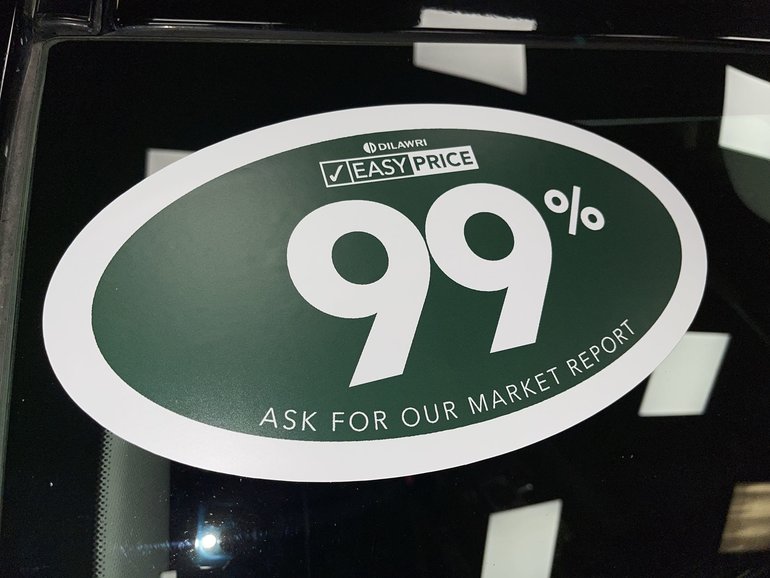 DILAWRI
✓ EASY PRICE
99%
ASK FOR OUR MARKET REPORT